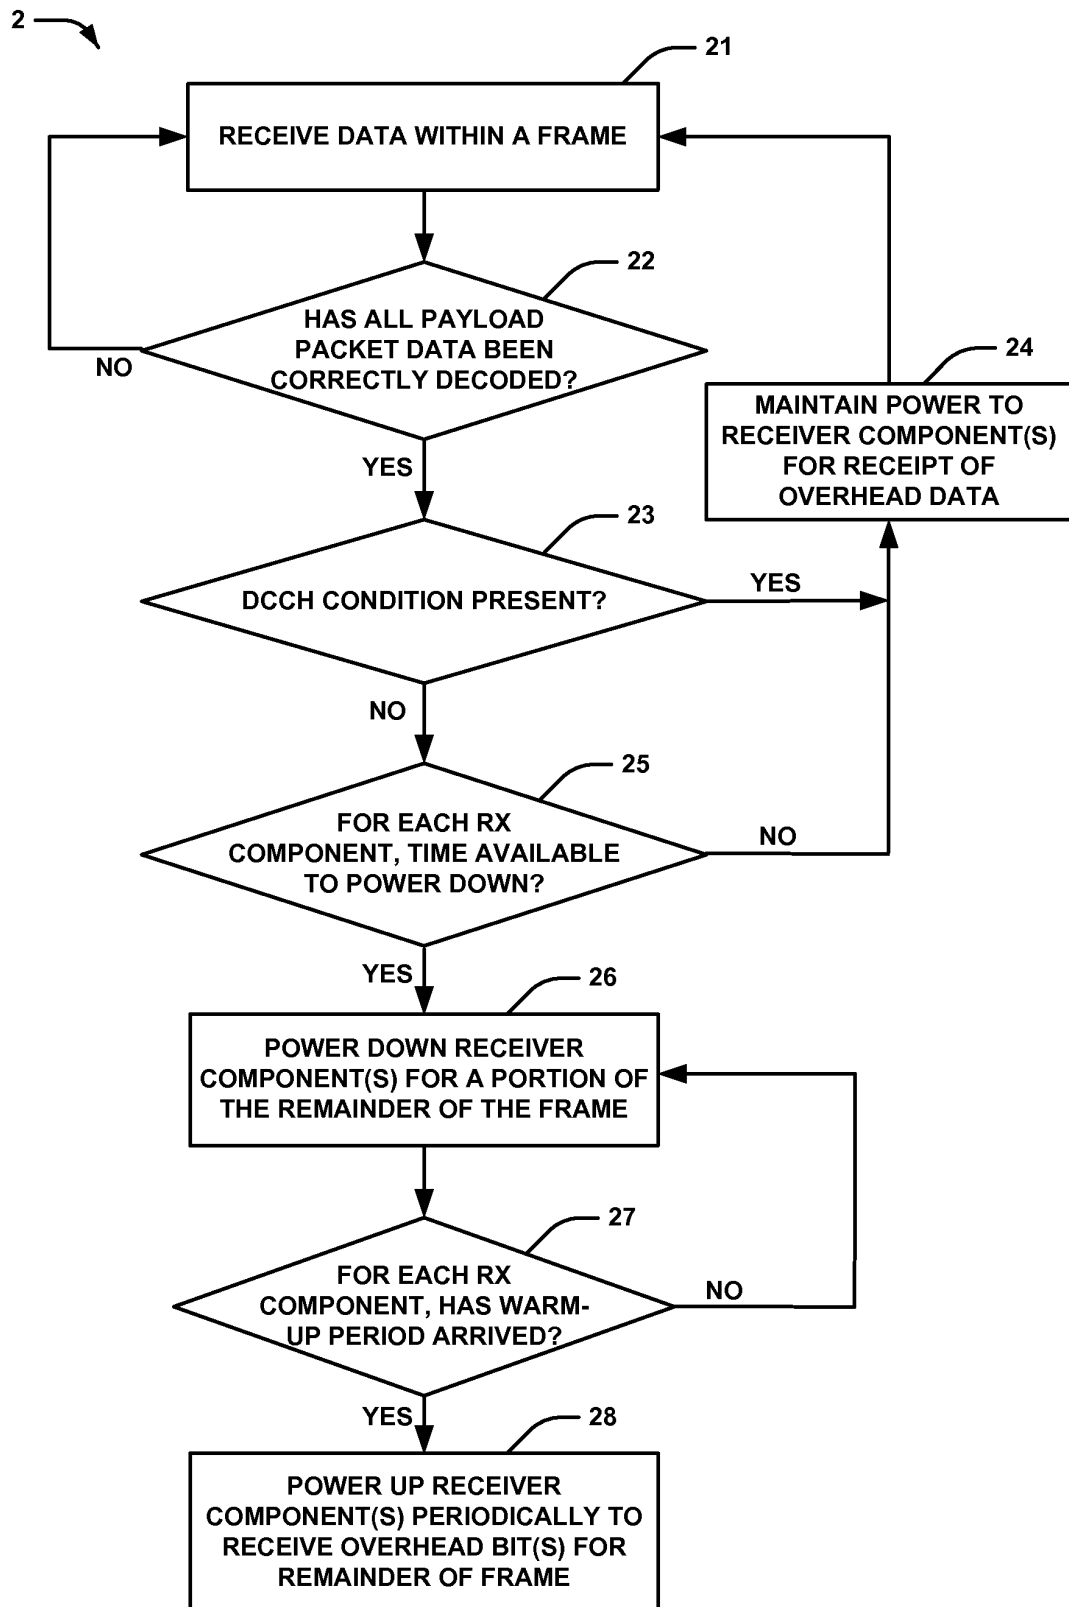 2
21
RECEIVE DATA WITHIN A FRAME
22
HAS ALL PAYLOAD
PACKET DATA BEEN
CORRECTLY DECODED?
NO
24
MAINTAIN POWER TO
RECEIVER COMPONENT(S)
FOR RECEIPT OF
OVERHEAD DATA
YES
23
DCCH CONDITION PRESENT?
YES
NO
25
FOR EACH RX
COMPONENT, TIME AVAILABLE
TO POWER DOWN?
NO
YES
26
POWER DOWN RECEIVER
COMPONENT(S) FOR A PORTION OF
THE REMAINDER OF THE FRAME
27
FOR EACH RX
COMPONENT, HAS WARM-
UP PERIOD ARRIVED?
NO
YES
28
POWER UP RECEIVER
COMPONENT(S) PERIODICALLY TO
RECEIVE OVERHEAD BIT(S) FOR
REMAINDER OF FRAME